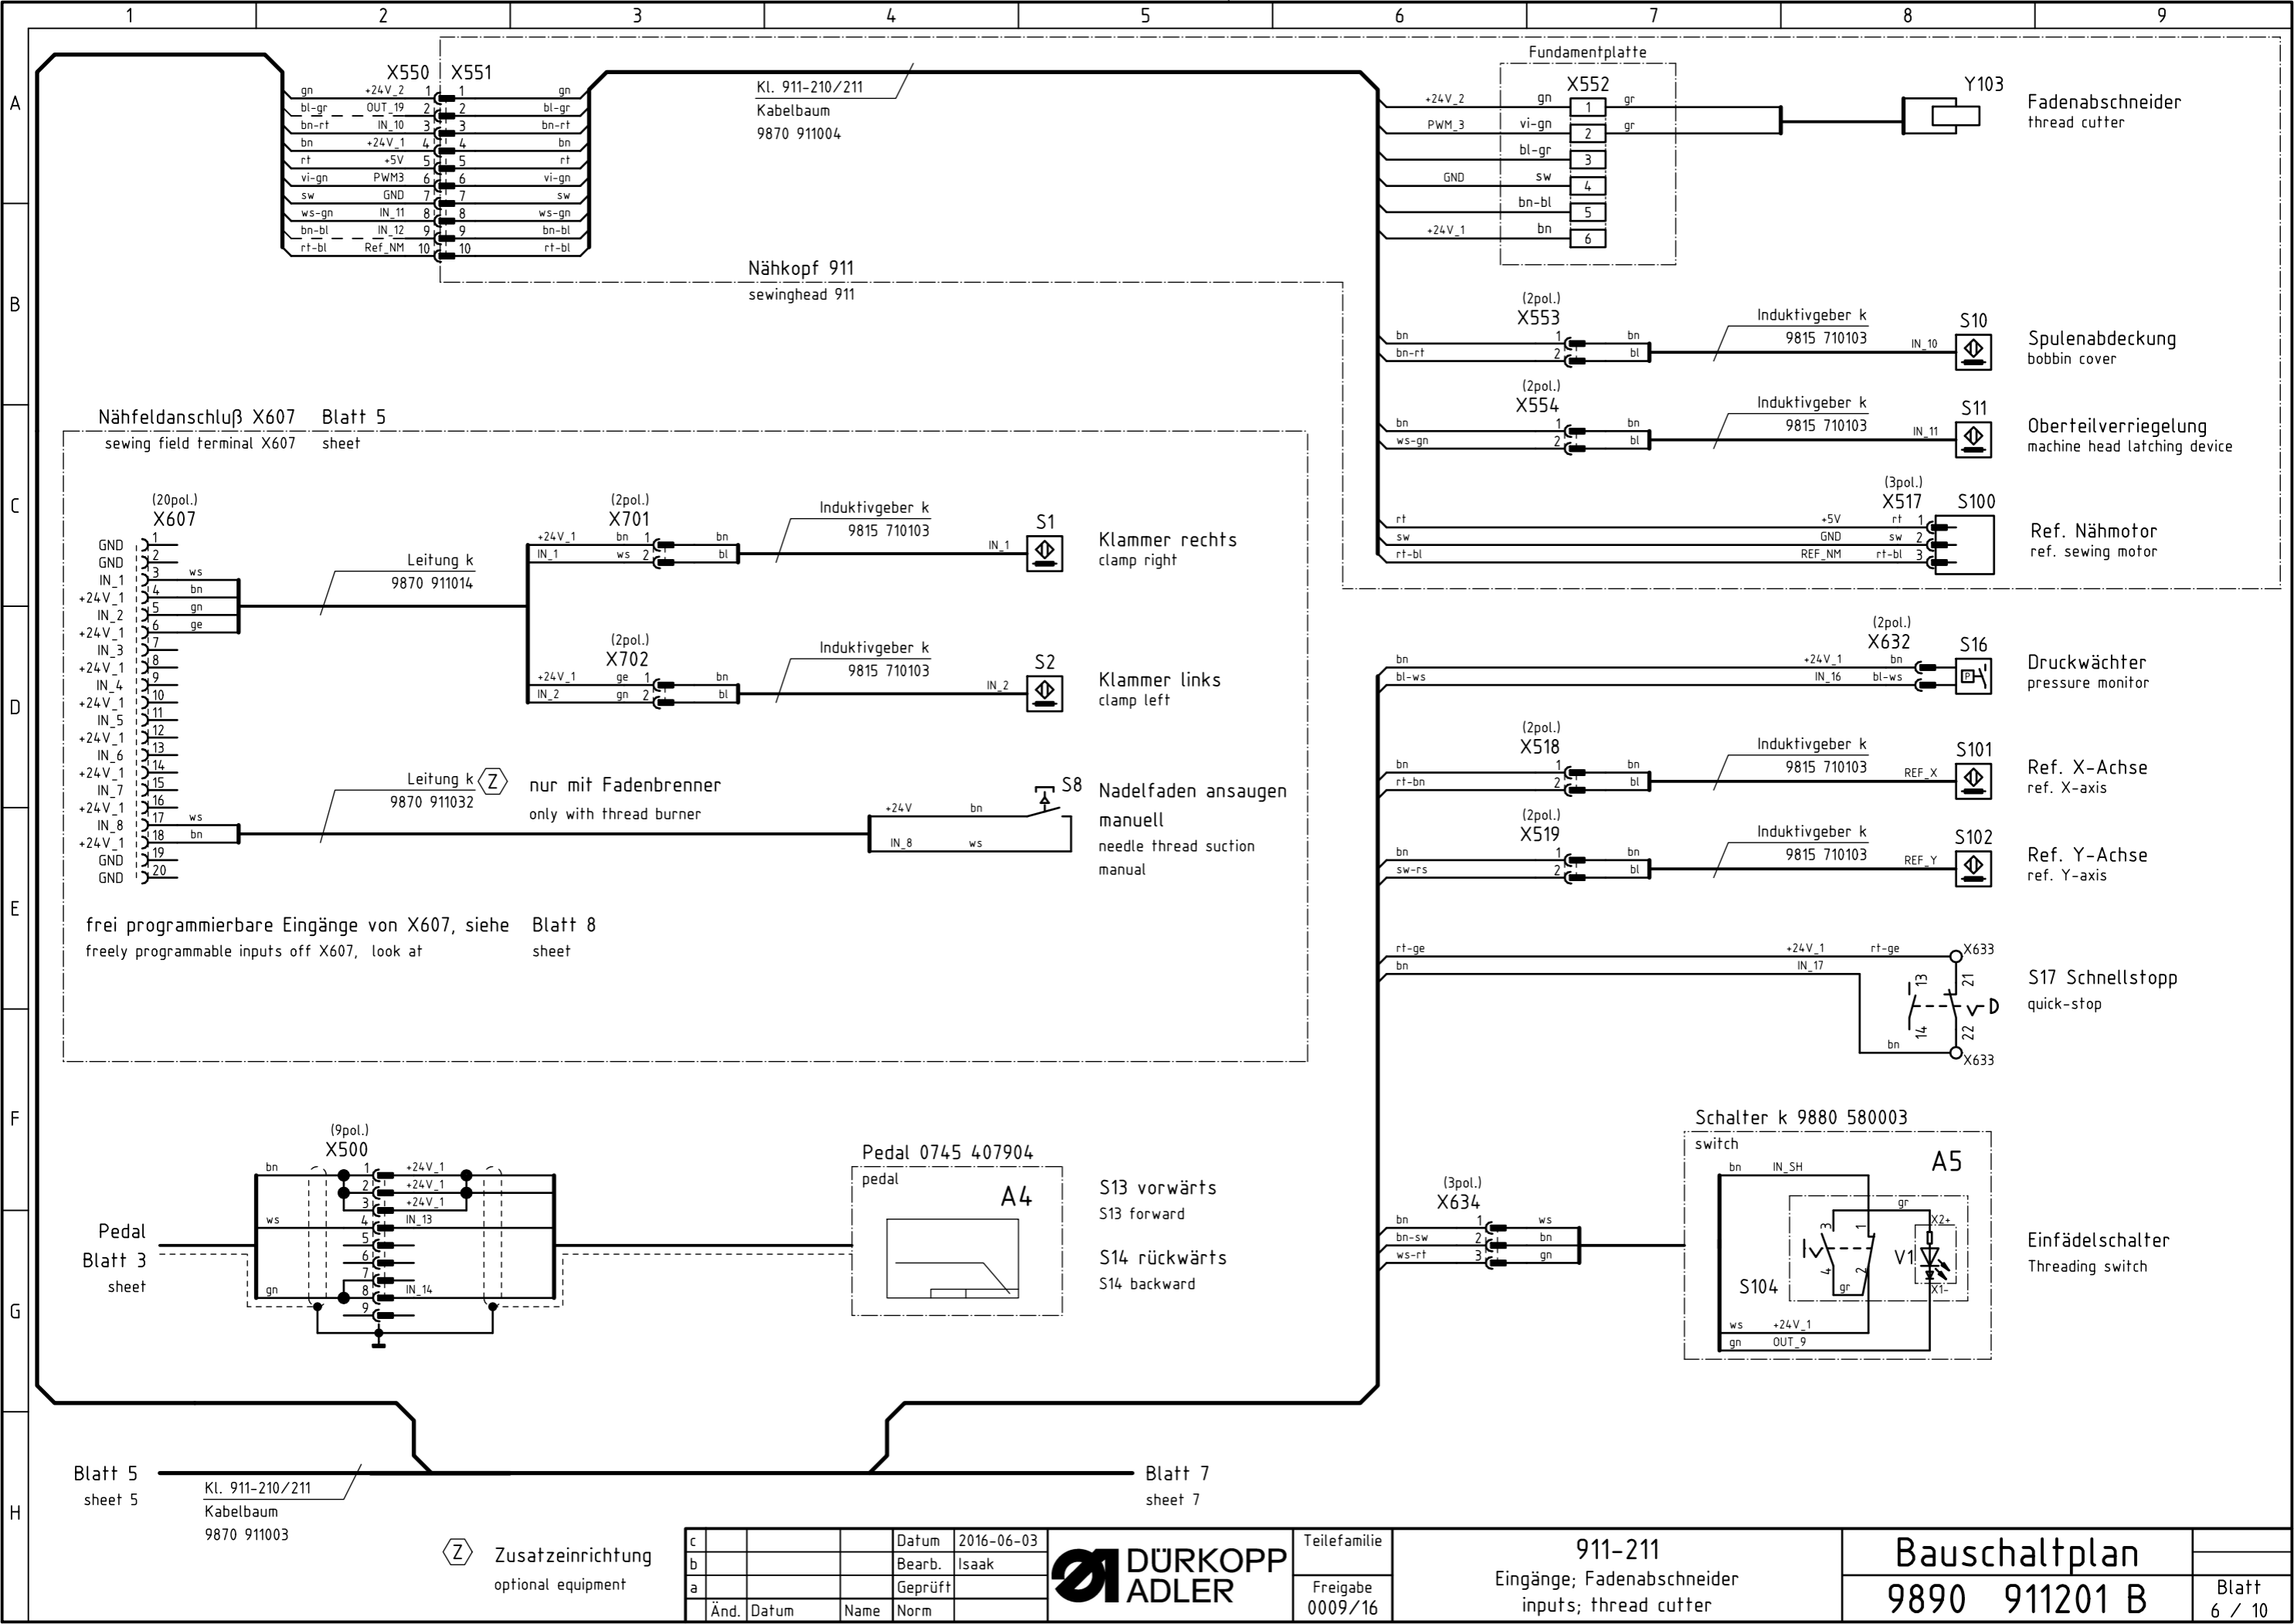 1 2 3 4 5 6 7 8 9
A
B
C
D
E
F
G
H
X550 X551
gn +24V_2 1 1 gn
bl-gr OUT_19 2 2 bl-gr
bn-rt IN_10 3 3 bn-rt
bn +24V_1 4 4 bn
rt +5V 5 5 rt
vi-gn PWM3 6 6 vi-gn
sw GND 7 7 sw
ws-gn IN_11 8 8 ws-gn
bn-bl IN_12 9 9 bn-bl
rt-bl Ref_NM 10 10 rt-bl
Kl. 911-210/211
Kabelbaum
9870 911004
Nähkopf 911
sewinghead 911
Fundamentplatte
X552
+24V_2 gn 1 gr
PWM_3 vi-gn 2 gr
bl-gr 3
GND sw 4
bn-bl 5
+24V_1 bn 6
Y103
Fadenabschneider
thread cutter
(2pol.)
X553
bn 1 bn
bn-rt 2 bl
Induktivgeber k
9815 710103
IN_10
S10
Spulenabdeckung
bobbin cover
(2pol.)
X554
bn 1 bn
ws-gn 2 bl
Induktivgeber k
9815 710103
IN_11
S11
Oberteilverriegelung
machine head latching device
(3pol.)
X517 S100
rt +5V rt 1
sw GND sw 2
rt-bl REF_NM rt-bl 3
Ref. Nähmotor
ref. sewing motor
Nähfeldanschluß X607 Blatt 5
sewing field terminal X607 sheet
(20pol.)
X607
GND 1
GND 2
IN_1 3 ws
+24V_1 4 bn
IN_2 5 gn
+24V_1 6 ge
IN_3 7
+24V_1 8
IN_4 9
+24V_1 10
IN_5 11
+24V_1 12
IN_6 13
+24V_1 14
IN_7 15
+24V_1 16
IN_8 17 ws
+24V_1 18 bn
GND 19
GND 20
Leitung k
9870 911014
(2pol.)
X701
+24V_1 bn 1 bn
IN_1 ws 2 bl
Induktivgeber k
9815 710103
IN_1
S1
Klammer rechts
clamp right
(2pol.)
X702
+24V_1 ge 1 bn
IN_2 gn 2 bl
Induktivgeber k
9815 710103
IN_2
S2
Klammer links
clamp left
Leitung k Z
9870 911032
nur mit Fadenbrenner
only with thread burner
+24V bn
IN_8 ws
S8
Nadelfaden ansaugen
manuell
needle thread suction
manual
frei programmierbare Eingänge von X607, siehe Blatt 8
freely programmable inputs off X607, look at sheet
(2pol.)
X632
bn +24V_1 bn
bl-ws IN_16 bl-ws
S16
P
Druckwächter
pressure monitor
(2pol.)
X518
bn 1 bn
rt-bn 2 bl
Induktivgeber k
9815 710103
REF_X
S101
Ref. X-Achse
ref. X-axis
(2pol.)
X519
bn 1 bn
sw-rs 2 bl
Induktivgeber k
9815 710103
REF_Y
S102
Ref. Y-Achse
ref. Y-axis
rt-ge +24V_1 rt-ge X633
bn IN_17
13 21
14 22
bn X633
S17 Schnellstopp
quick-stop
(9pol.)
X500
bn 1 +24V_1
2 +24V_1
3 +24V_1
ws 4 IN_13
5
6
7
gn 8 IN_14
9
Pedal
Blatt 3
sheet
Pedal 0745 407904
pedal
A4
S13 vorwärts
S13 forward
S14 rückwärts
S14 backward
(3pol.)
X634
bn 1 ws
bn-sw 2 bn
ws-rt 3 gn
Schalter k 9880 580003
switch
A5
bn IN_SH
gr
3 1 X2+
V1
4 2
S104 gr X1-
ws +24V_1
gn OUT_9
Einfädelschalter
Threading switch
Blatt 5
sheet 5
Kl. 911-210/211
Kabelbaum
9870 911003
Blatt 7
sheet 7
Z Zusatzeinrichtung
optional equipment
c Datum 2016-06-03
b Bearb. Isaak
a Geprüft
Änd. Datum Name Norm
DÜRKOPP
ADLER
Teilefamilie
Freigabe
0009/16
911-211
Eingänge; Fadenabschneider
inputs; thread cutter
Bauschaltplan
9890 911201 B
Blatt
6 / 10